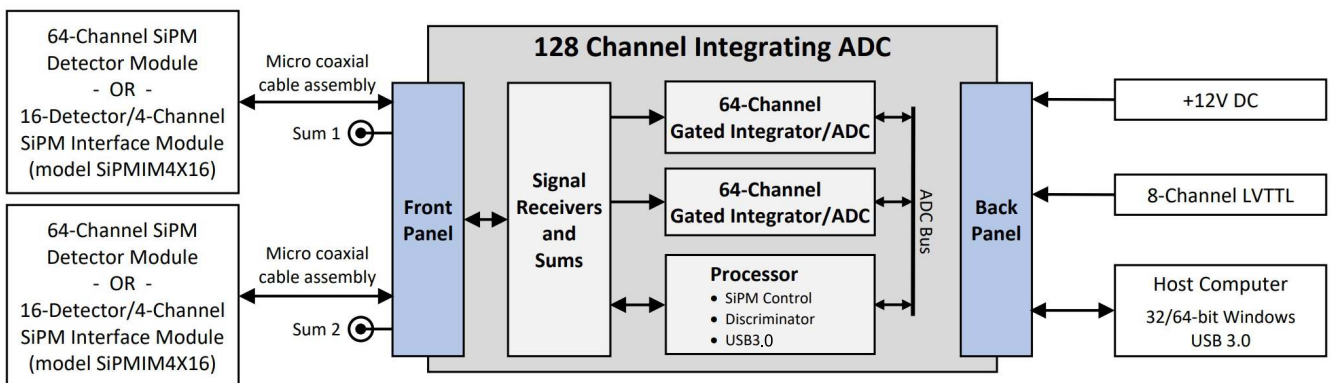 64-Channel SiPM
Detector Module
- OR -
16-Detector/4-Channel
SiPM Interface Module
(model SiPMIM4X16)
Micro coaxial
cable assembly
Sum 1
64-Channel SiPM
Detector Module
- OR -
16-Detector/4-Channel
SiPM Interface Module
(model SiPMIM4X16)
Micro coaxial
cable assembly
Sum 2
128 Channel Integrating ADC
Front
Panel
Signal
Receivers
and
Sums
64-Channel
Gated Integrator/ADC
64-Channel
Gated Integrator/ADC
Processor
• SiPM Control
• Discriminator
• USB3.0
ADC Bus
Back
Panel
+12V DC
8-Channel LVTTL
Host Computer
32/64-bit Windows
USB 3.0